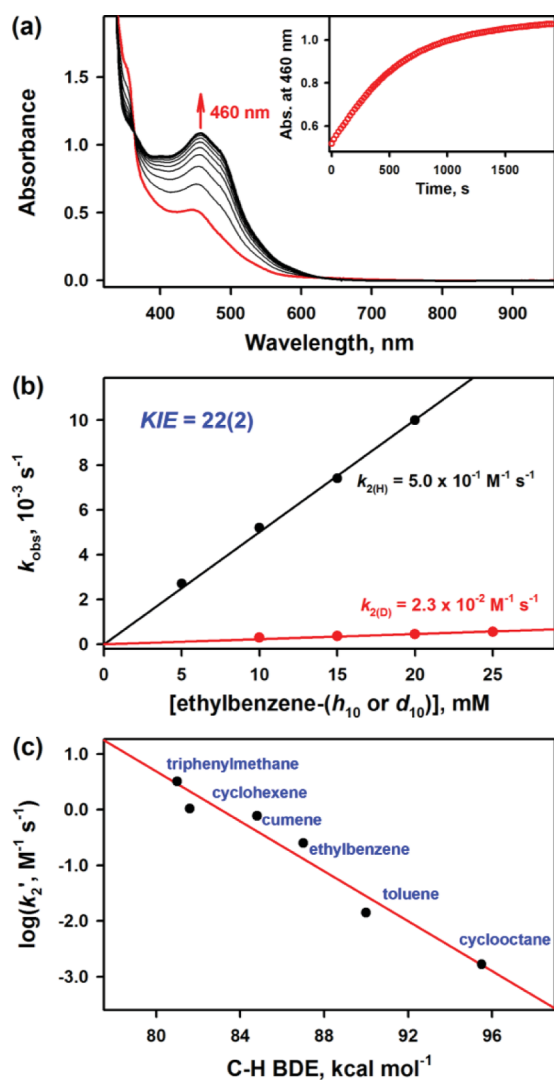 (a)
Absorbance
1.5
1.0
0.5
0.0
460 nm
Abs. at 460 nm
1.0
0.8
0.6
0 500 1000 1500
Time, s
400 500 600 700 800 900
Wavelength, nm
(b)
k_obs, 10⁻³ s⁻¹
10
8
6
4
2
0
KIE = 22(2)
k₂(H) = 5.0 x 10⁻¹ M⁻¹ s⁻¹
k₂(D) = 2.3 x 10⁻² M⁻¹ s⁻¹
0 5 10 15 20 25
[ethylbenzene-(h₁₀ or d₁₀)], mM
(c)
log(k₂', M⁻¹ s⁻¹)
1.0
0.0
-1.0
-2.0
-3.0
triphenylmethane
cyclohexene
cumene
ethylbenzene
toluene
cyclooctane
80 84 88 92 96
C-H BDE, kcal mol⁻¹